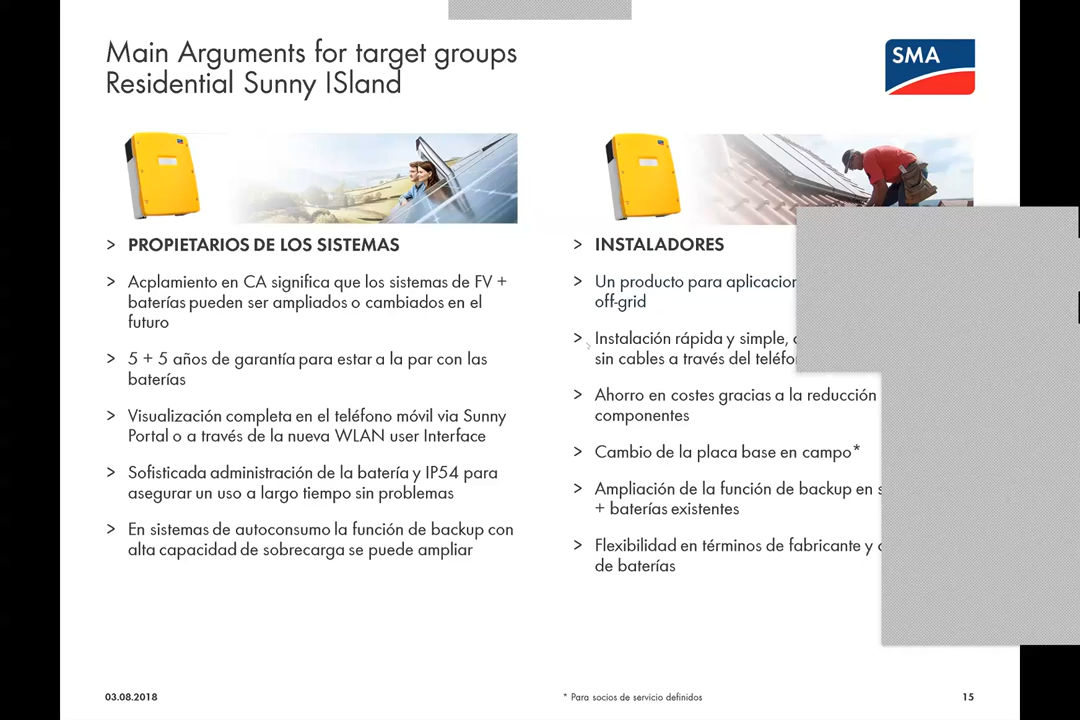 Main Arguments for target groups
Residential Sunny ISland
SMA
> PROPIETARIOS DE LOS SISTEMAS
> Acplamiento en CA significa que los sistemas de FV +
baterías pueden ser ampliados o cambiados en el
futuro
> 5 + 5 años de garantía para estar a la par con las
baterías
> Visualización completa en el teléfono móvil via Sunny
Portal o a través de la nueva WLAN user Interface
> Sofisticada administración de la batería y IP54 para
asegurar un uso a largo tiempo sin problemas
> En sistemas de autoconsumo la función de backup con
alta capacidad de sobrecarga se puede ampliar
> INSTALADORES
> Un producto para
off-grid
> Instalación rápida y simple,
sin cables a través del
> Ahorro en costes gracias a la reducción
componentes
> Cambio de la placa base en campo*
> Ampliación de la función de backup en
+ baterías existentes
> Flexibilidad en términos de fabricante y
de baterías
03.08.2018
* Para socios de servicio definidos
15